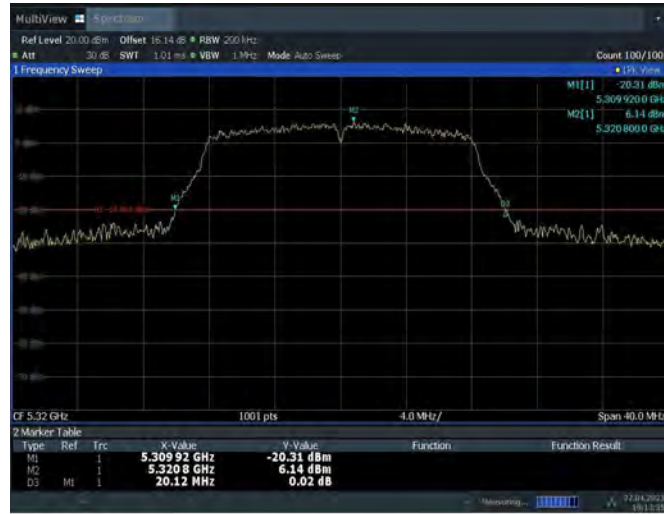 MultiView Spectrum
Ref Level 20.00 dBm Offset 16.14 dB RBW 200 kHz
Att 30 dB SWT 1.01 ms VBW 1 MHz Mode Auto Sweep Count 100/100
1 Frequency Sweep 1Pk View
M1[1] -20.31 dBm
5.309 920 0 GHz
M2[1] 6.14 dBm
5.320 800 0 GHz
M2
M1
D3
CF 5.32 GHz 1001 pts 4.0 MHz/ Span 40.0 MHz
2 Marker Table
Type Ref Trc X-Value Y-Value Function Function Result
M1 1 5.309 92 GHz -20.31 dBm
M2 1 5.320 8 GHz 6.14 dBm
D3 M1 1 20.12 MHz 0.02 dB
Measuring...